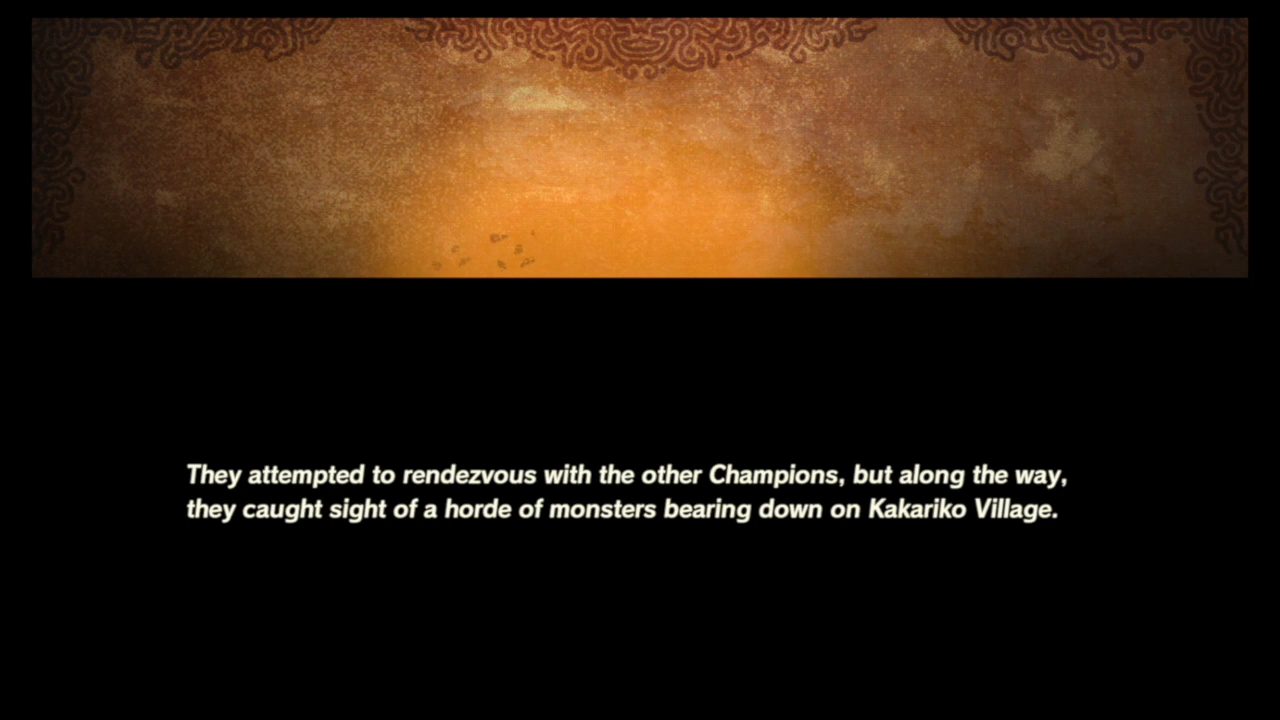 They attempted to rendezvous with the other Champions, but along the way,
they caught sight of a horde of monsters bearing down on Kakariko Village.